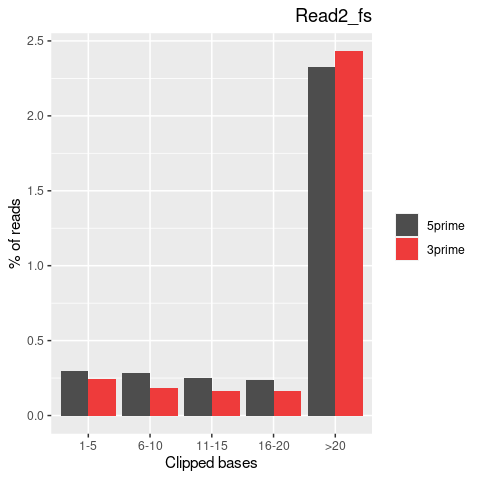 Read2_fs
% of reads
2.5
2.0
1.5
1.0
0.5
0.0
1-5 6-10 11-15 16-20 >20
Clipped bases
5prime
3prime